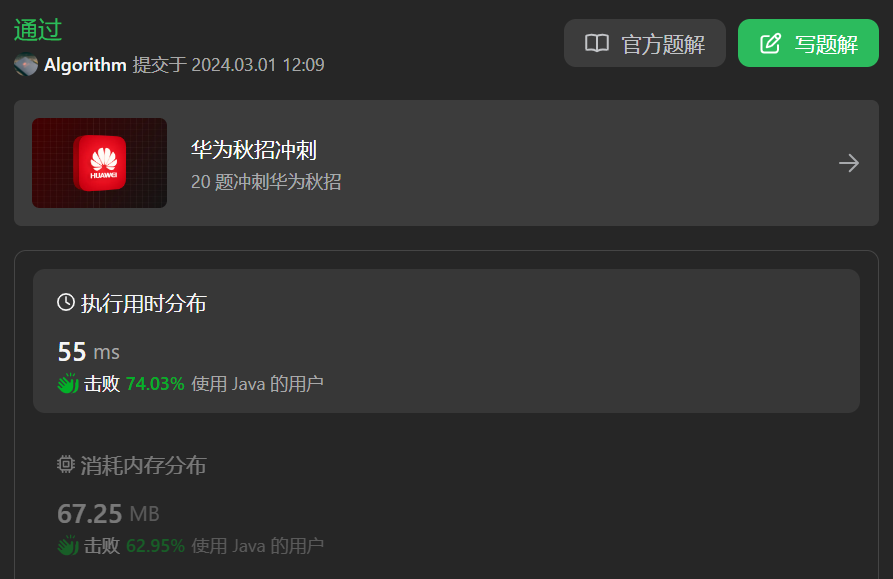 通过
官方题解
写题解
Algorithm 提交于 2024.03.01 12:09
HUAWEI
华为秋招冲刺
20 题冲刺华为秋招
执行用时分布
55 ms
击败 74.03% 使用 Java 的用户
消耗内存分布
67.25 MB
击败 62.95% 使用 Java 的用户